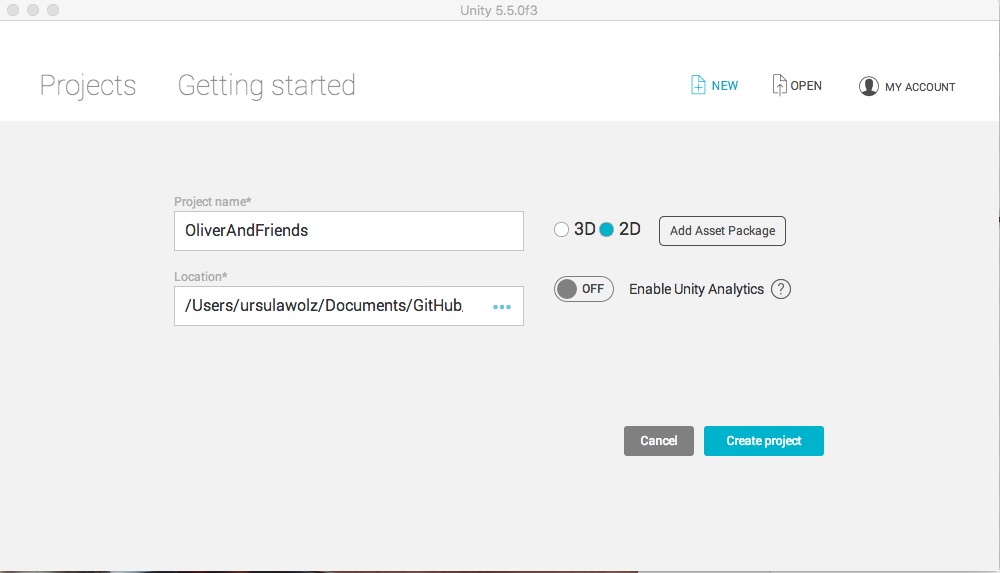 Unity 5.5.0f3
Projects Getting started NEW OPEN MY ACCOUNT
Project name*
OliverAndFriends 3D 2D Add Asset Package
Location*
/Users/ursulawolz/Documents/GitHub, ••• OFF Enable Unity Analytics ?
Cancel Create project